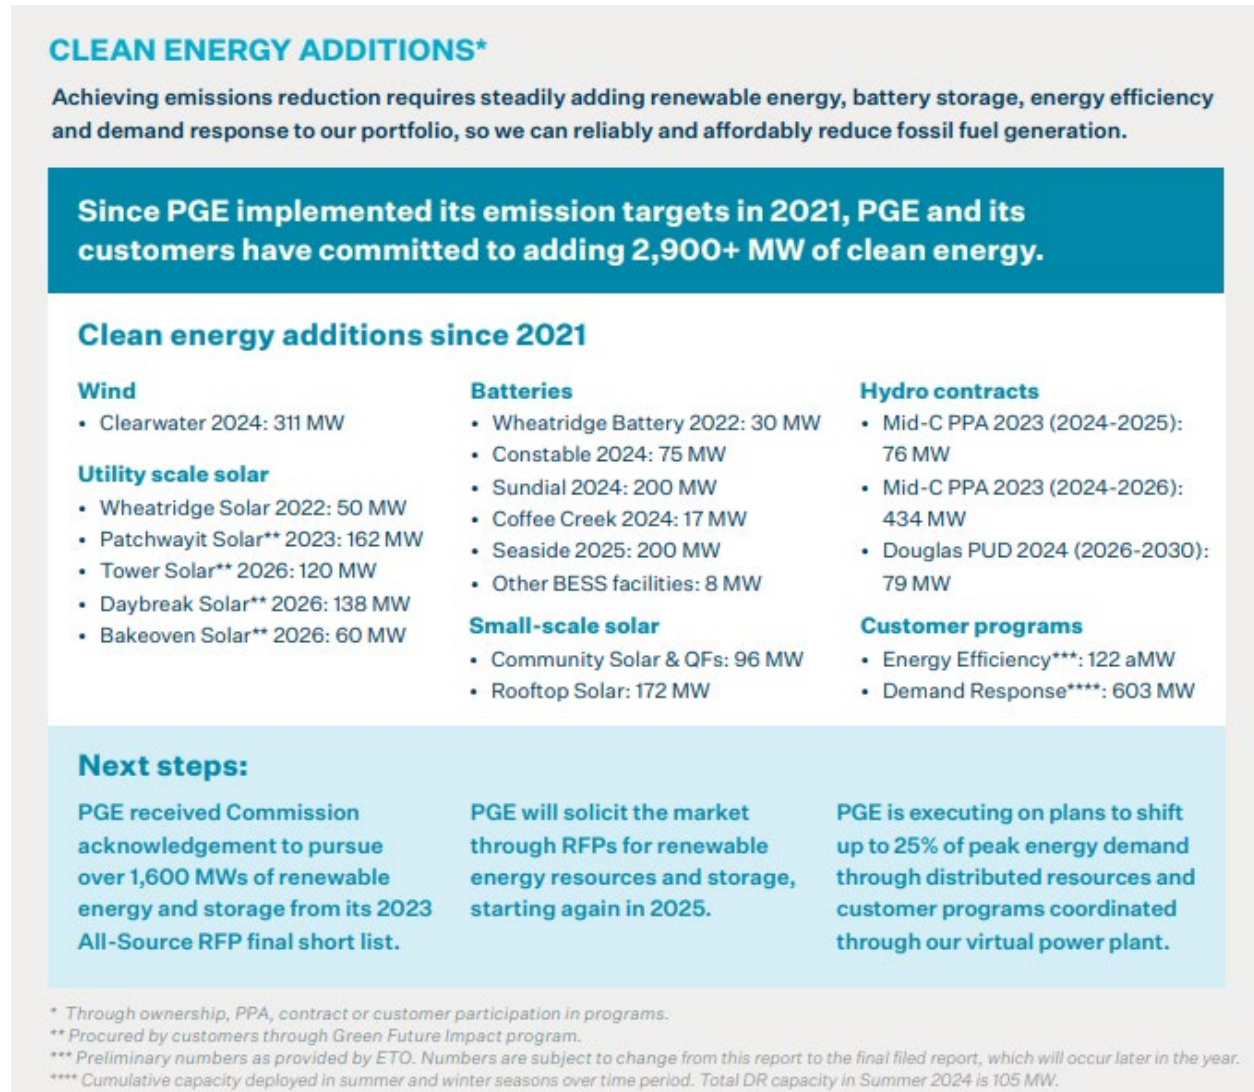 CLEAN ENERGY ADDITIONS*
Achieving emissions reduction requires steadily adding renewable energy, battery storage, energy efficiency
and demand response to our portfolio, so we can reliably and affordably reduce fossil fuel generation.
Since PGE implemented its emission targets in 2021, PGE and its
customers have committed to adding 2,900+ MW of clean energy.
Clean energy additions since 2021
Wind
• Clearwater 2024: 311 MW
Utility scale solar
• Wheatridge Solar 2022: 50 MW
• Patchwayit Solar** 2023: 162 MW
• Tower Solar** 2026: 120 MW
• Daybreak Solar** 2026: 138 MW
• Bakeoven Solar** 2026: 60 MW
Batteries
• Wheatridge Battery 2022: 30 MW
• Constable 2024: 75 MW
• Sundial 2024: 200 MW
• Coffee Creek 2024: 17 MW
• Seaside 2025: 200 MW
• Other BESS facilities: 8 MW
Small-scale solar
• Community Solar & QFs: 96 MW
• Rooftop Solar: 172 MW
Hydro contracts
• Mid-C PPA 2023 (2024-2025):
76 MW
• Mid-C PPA 2023 (2024-2026):
434 MW
• Douglas PUD 2024 (2026-2030):
79 MW
Customer programs
• Energy Efficiency***: 122 aMW
• Demand Response****: 603 MW
Next steps:
PGE received Commission
acknowledgement to pursue
over 1,600 MWs of renewable
energy and storage from its 2023
All-Source RFP final short list.
PGE will solicit the market
through RFPs for renewable
energy resources and storage,
starting again in 2025.
PGE is executing on plans to shift
up to 25% of peak energy demand
through distributed resources and
customer programs coordinated
through our virtual power plant.
* Through ownership, PPA, contract or customer participation in programs.
** Procured by customers through Green Future Impact program.
*** Preliminary numbers as provided by ETO. Numbers are subject to change from this report to the final filed report, which will occur later in the year.
**** Cumulative capacity deployed in summer and winter seasons over time period. Total DR capacity in Summer 2024 is 105 MW.